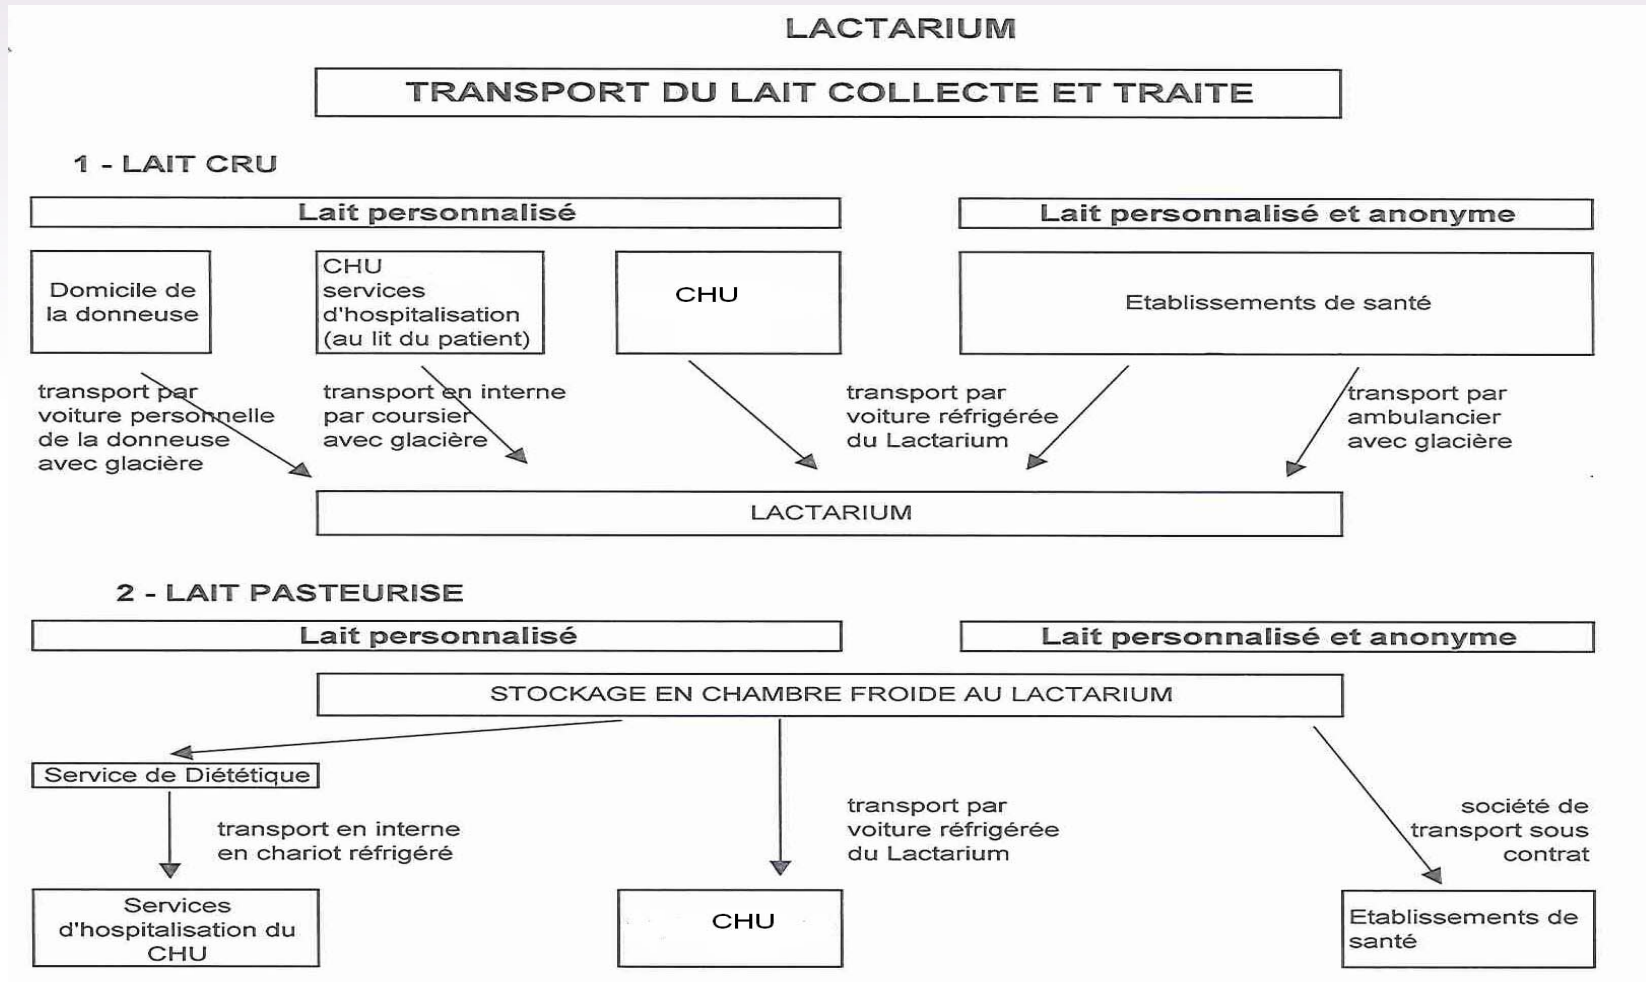 LACTARIUM
TRANSPORT DU LAIT COLLECTE ET TRAITE
1 - LAIT CRU
Lait personnalisé
Lait personnalisé et anonyme
Domicile de
la donneuse
CHU
services
d'hospitalisation
(au lit du patient)
CHU
Etablissements de santé
transport par
voiture personnelle
de la donneuse
avec glacière
transport en interne
par coursier
avec glacière
transport par
voiture réfrigérée
du Lactarium
transport par
ambulancier
avec glacière
LACTARIUM
2 - LAIT PASTEURISE
Lait personnalisé
Lait personnalisé et anonyme
STOCKAGE EN CHAMBRE FROIDE AU LACTARIUM
Service de Diététique
transport en interne
en chariot réfrigéré
transport par
voiture réfrigérée
du Lactarium
société de
transport sous
contrat
Services
d'hospitalisation du
CHU
CHU
Etablissements de
santé